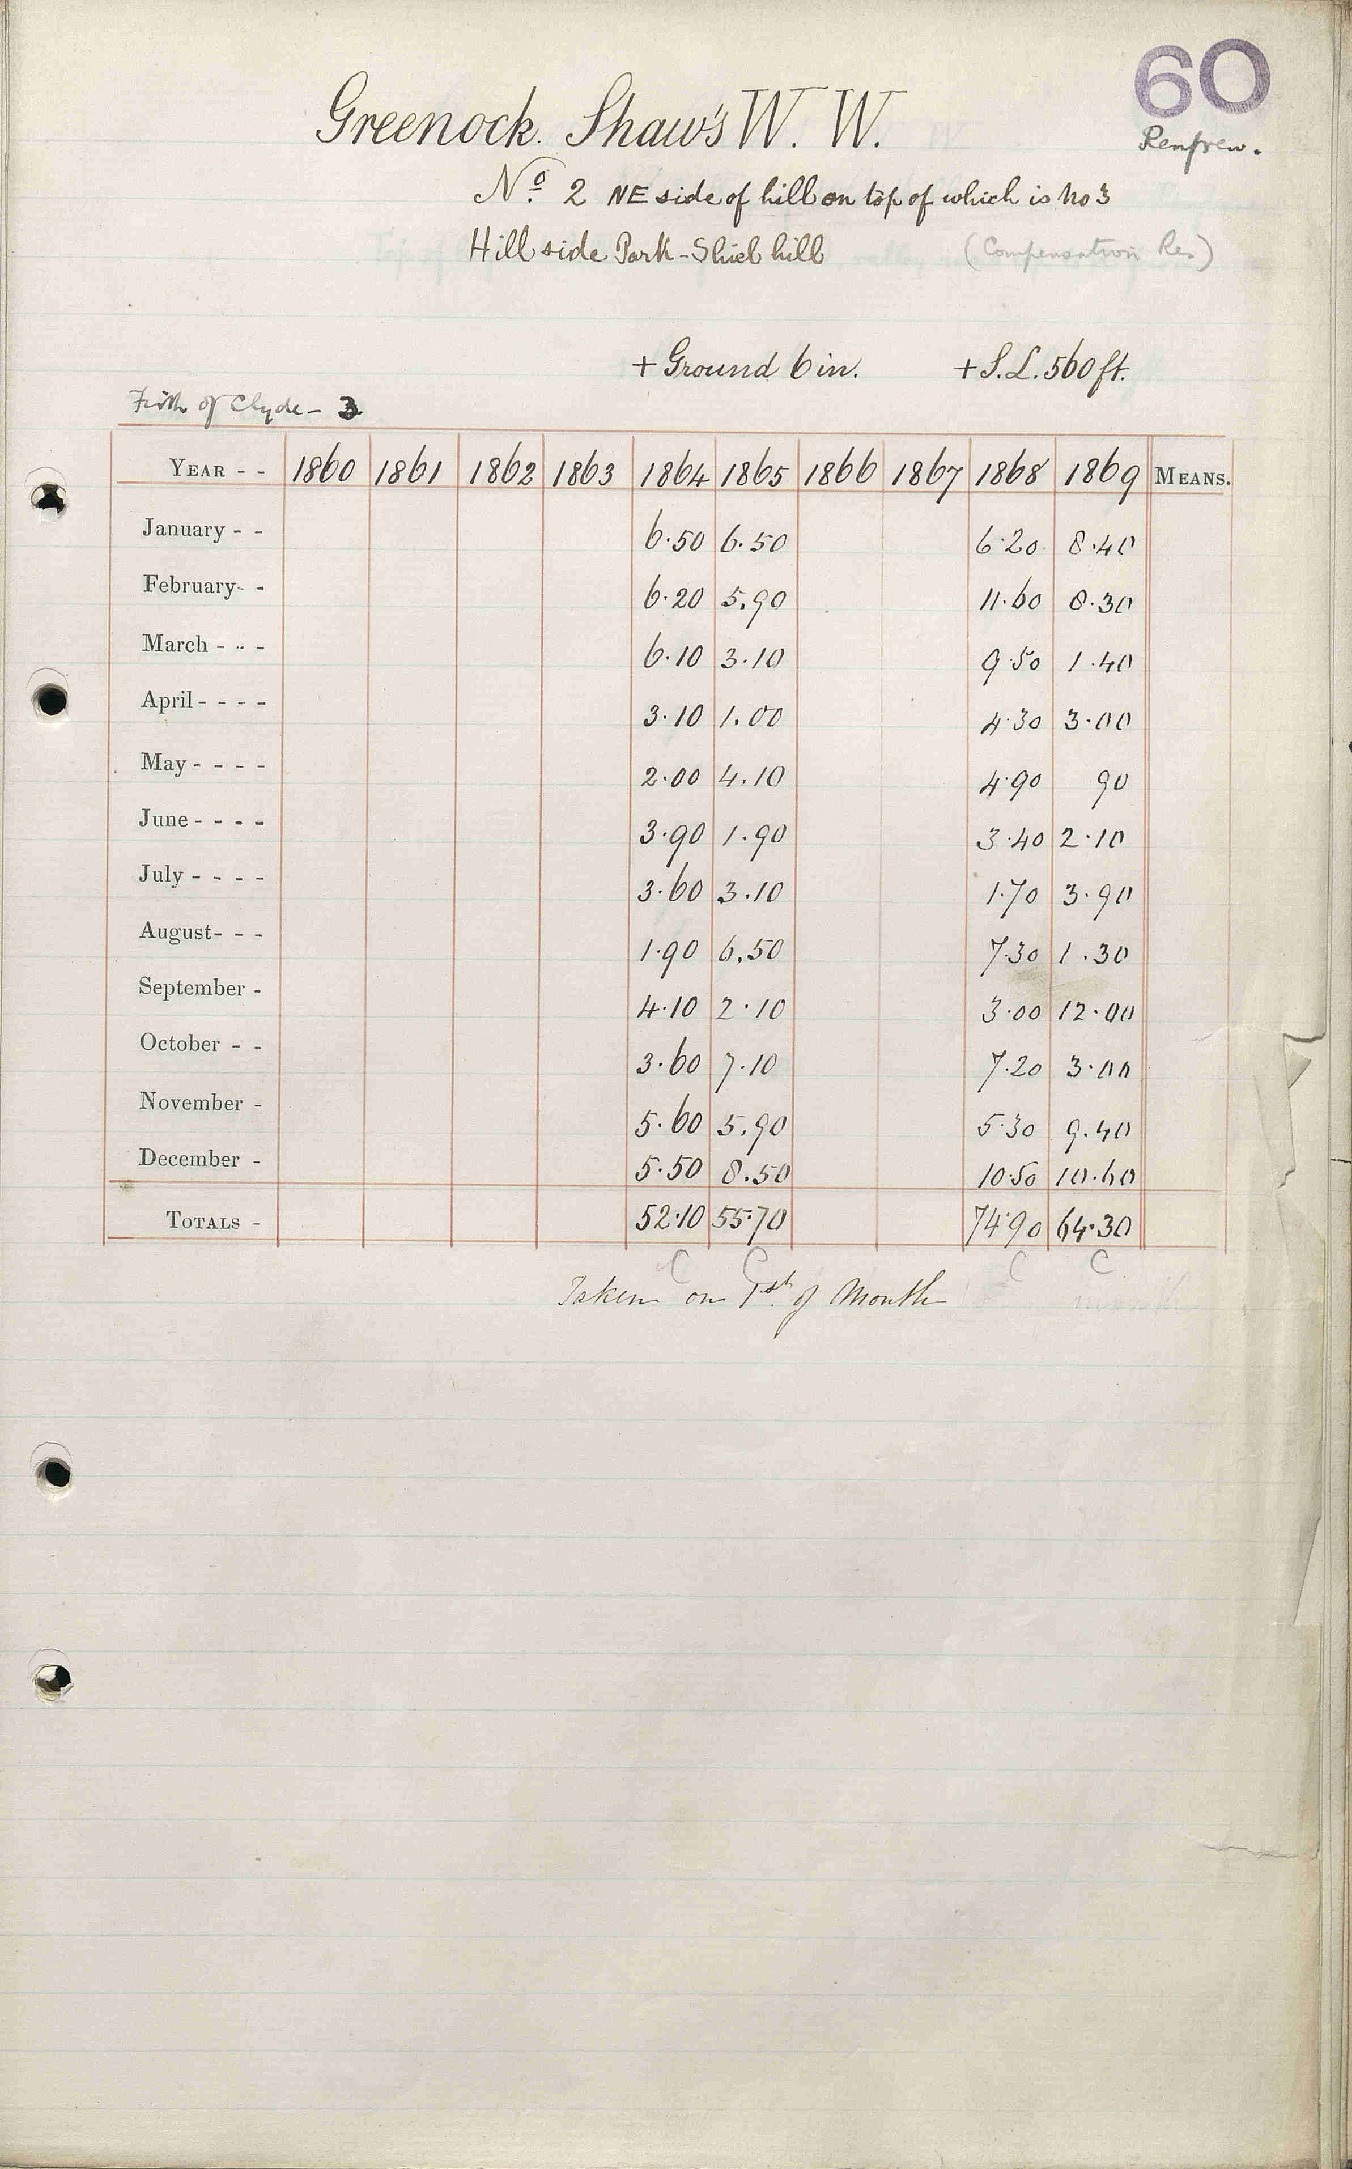 60
Greenock. Shaw's W. W.
Renfrew.
Nº 2 NE side of hill on top of which is No 3
Hill side Park - Shiel hill (Compensation Res)
+ Ground 6 in. + S.L. 560 ft.
Firth of Clyde - 3
YEAR - - 1860 1861 1862 1863 1864 1865 1866 1867 1868 1869 MEANS.
January - - 6.50 6.50 6.20 8.40
February - - 6.20 5.90 11.60 8.30
March - - - 6.10 3.10 9.50 1.40
April - - - - 3.10 1.00 4.30 3.00
May - - - - 2.00 4.10 4.90 90
June - - - - 3.90 1.90 3.40 2.10
July - - - - 3.60 3.10 1.70 3.90
August - - - 1.90 6.50 7.30 1.30
September - 4.10 2.10 3.00 12.00
October - - 3.60 7.10 7.20 3.00
November - 5.60 5.90 5.30 9.40
December - 5.50 8.50 10.50 10.60
TOTALS - 52.10 55.70 74.90 64.30
C C C C
Taken on 1st of Month